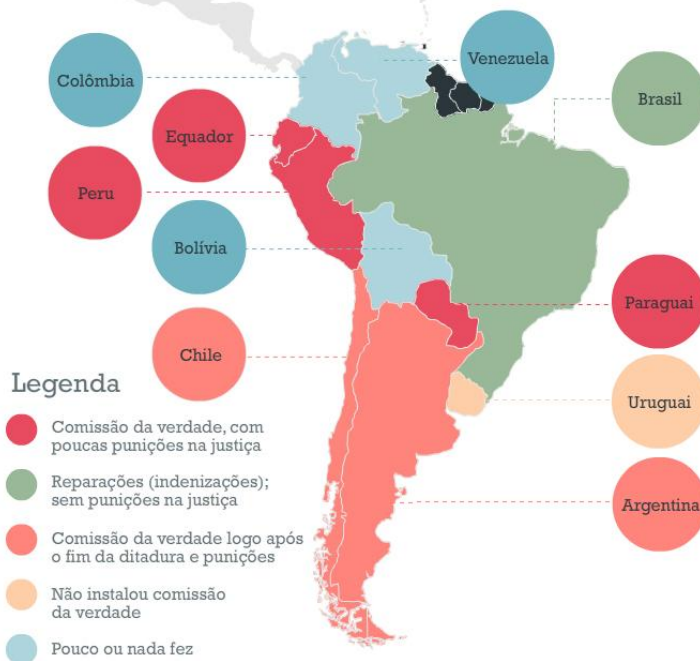 Venezuela
Colômbia
Brasil
Equador
Peru
Bolívia
Paraguai
Chile
Uruguai
Argentina
Legenda
Comissão da verdade, com
poucas punições na justiça
Reparações (indenizações);
sem punições na justiça
Comissão da verdade logo após
o fim da ditadura e punições
Não instalou comissão
da verdade
Pouco ou nada fez